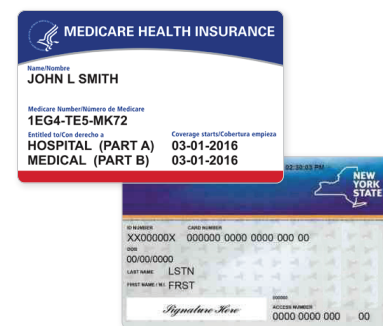 MEDICARE HEALTH INSURANCE
Name/Nombre
JOHN L SMITH
Medicare Number/Número de Medicare
1EG4-TE5-MK72
Entitled to/Con derecho a Coverage starts/Cobertura empieza
HOSPITAL (PART A) 03-01-2016
MEDICAL (PART B) 03-01-2016
02:30:03 PM
NEW
YORK
STATE
ID NUMBER CARD NUMBER
XX00000X 000000 0000 0000 000 00
DOB
00/00/0000
LAST NAME LSTN
FIRST NAME / M.I. FRST
Signature Here
000000
ACCESS NUMBER
0000 0000 000 00